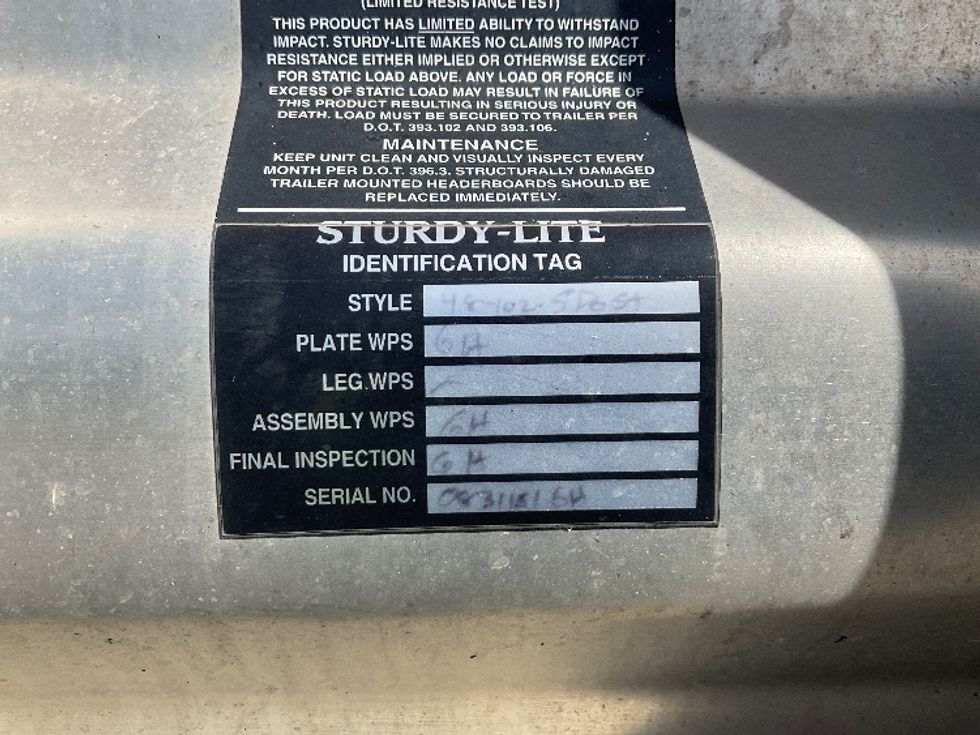 (LIMITED RESISTANCE TEST)
THIS PRODUCT HAS LIMITED ABILITY TO WITHSTAND
IMPACT. STURDY-LITE MAKES NO CLAIMS TO IMPACT
RESISTANCE EITHER IMPLIED OR OTHERWISE EXCEPT
FOR STATIC LOAD ABOVE. ANY LOAD OR FORCE IN
EXCESS OF STATIC LOAD MAY RESULT IN FAILURE OF
THIS PRODUCT RESULTING IN SERIOUS INJURY OR
DEATH. LOAD MUST BE SECURED TO TRAILER PER
D.O.T. 393.102 AND 393.106.
MAINTENANCE
KEEP UNIT CLEAN AND VISUALLY INSPECT EVERY
MONTH PER D.O.T. 396.3. STRUCTURALLY DAMAGED
TRAILER MOUNTED HEADERBOARDS SHOULD BE
REPLACED IMMEDIATELY.
STURDY-LITE
IDENTIFICATION TAG
STYLE 48-102-5 Post
PLATE WPS GH
LEG.WPS
ASSEMBLY WPS GH
FINAL INSPECTION GH
SERIAL NO.